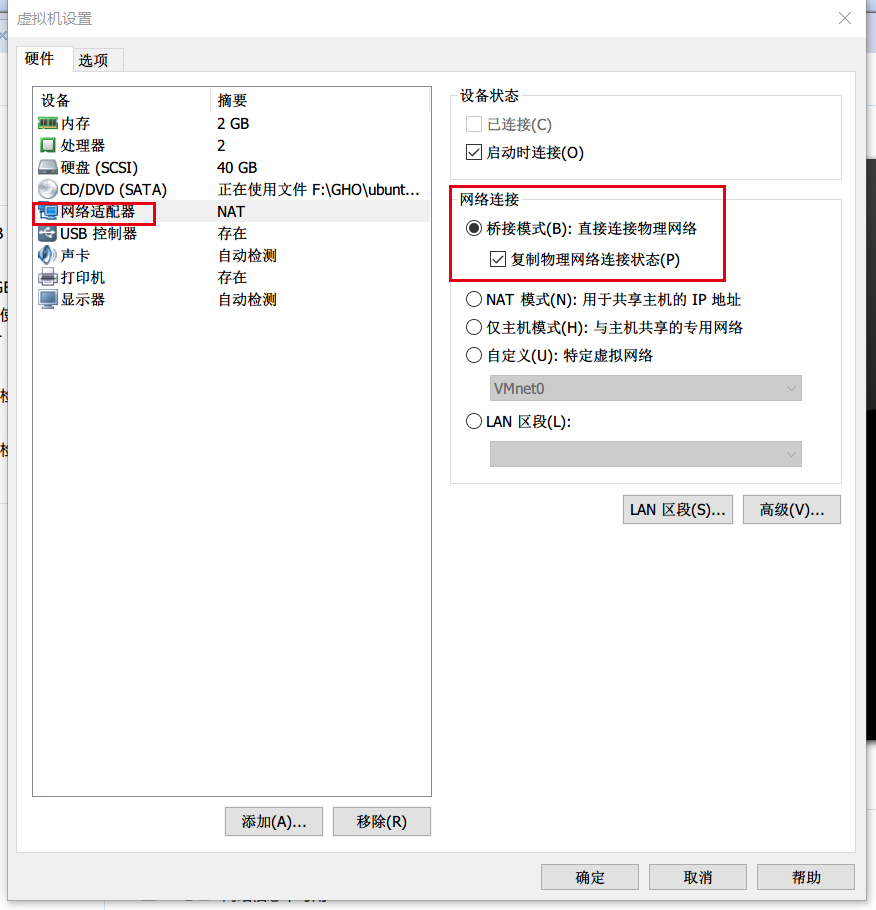 虚拟机设置
硬件 选项
设备 摘要
内存 2 GB
处理器 2
硬盘 (SCSI) 40 GB
CD/DVD (SATA) 正在使用文件 F:\GHO\ubunt...
网络适配器 NAT
USB 控制器 存在
声卡 自动检测
打印机 存在
显示器 自动检测
添加(A)... 移除(R)
设备状态
已连接(C)
启动时连接(O)
网络连接
桥接模式(B): 直接连接物理网络
复制物理网络连接状态(P)
NAT 模式(N): 用于共享主机的 IP 地址
仅主机模式(H): 与主机共享的专用网络
自定义(U): 特定虚拟网络
VMnet0
LAN 区段(L):
LAN 区段(S)... 高级(V)...
确定 取消 帮助